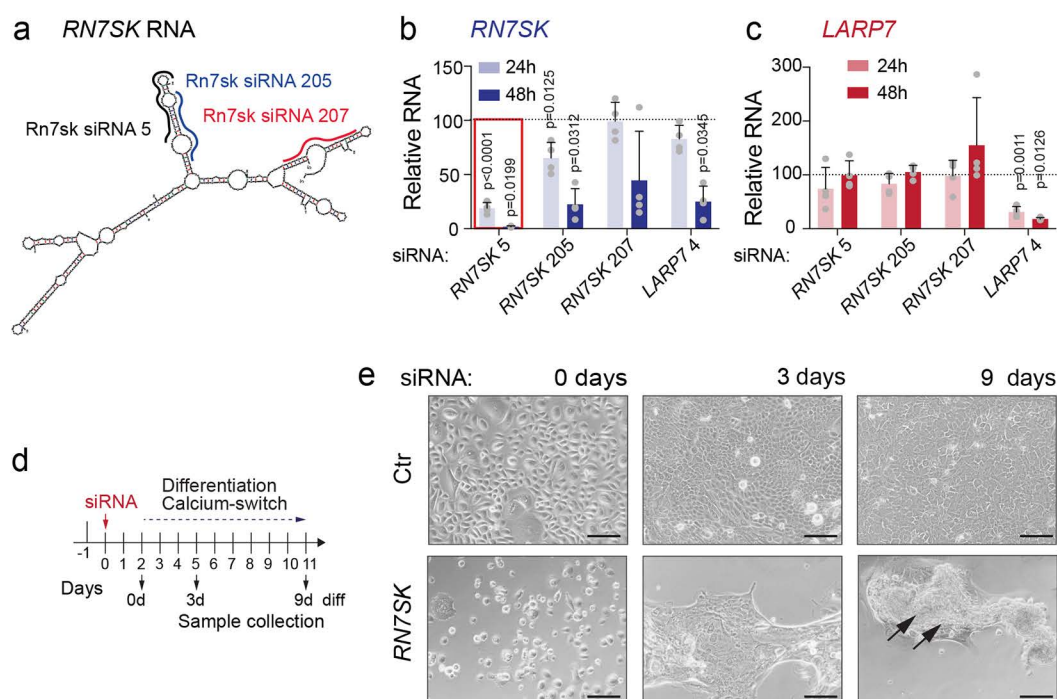 a RN7SK RNA
Rn7sk siRNA 205
Rn7sk siRNA 207
Rn7sk siRNA 5
b RN7SK
24h
48h
Relative RNA
150
100
50
0
p<0.0001
p=0.0199
p=0.0125
p=0.0312
p=0.0345
siRNA:
RN7SK 5
RN7SK 205
RN7SK 207
LARP7 4
c LARP7
24h
48h
Relative RNA
300
200
100
0
p=0.0011
p=0.0126
siRNA:
RN7SK 5
RN7SK 205
RN7SK 207
LARP7 4
d
siRNA
Differentiation
Calcium-switch
-1 0 1 2 3 4 5 6 7 8 9 10 11
Days
0d 3d 9d diff
Sample collection
e siRNA: 0 days 3 days 9 days
Ctr
RN7SK